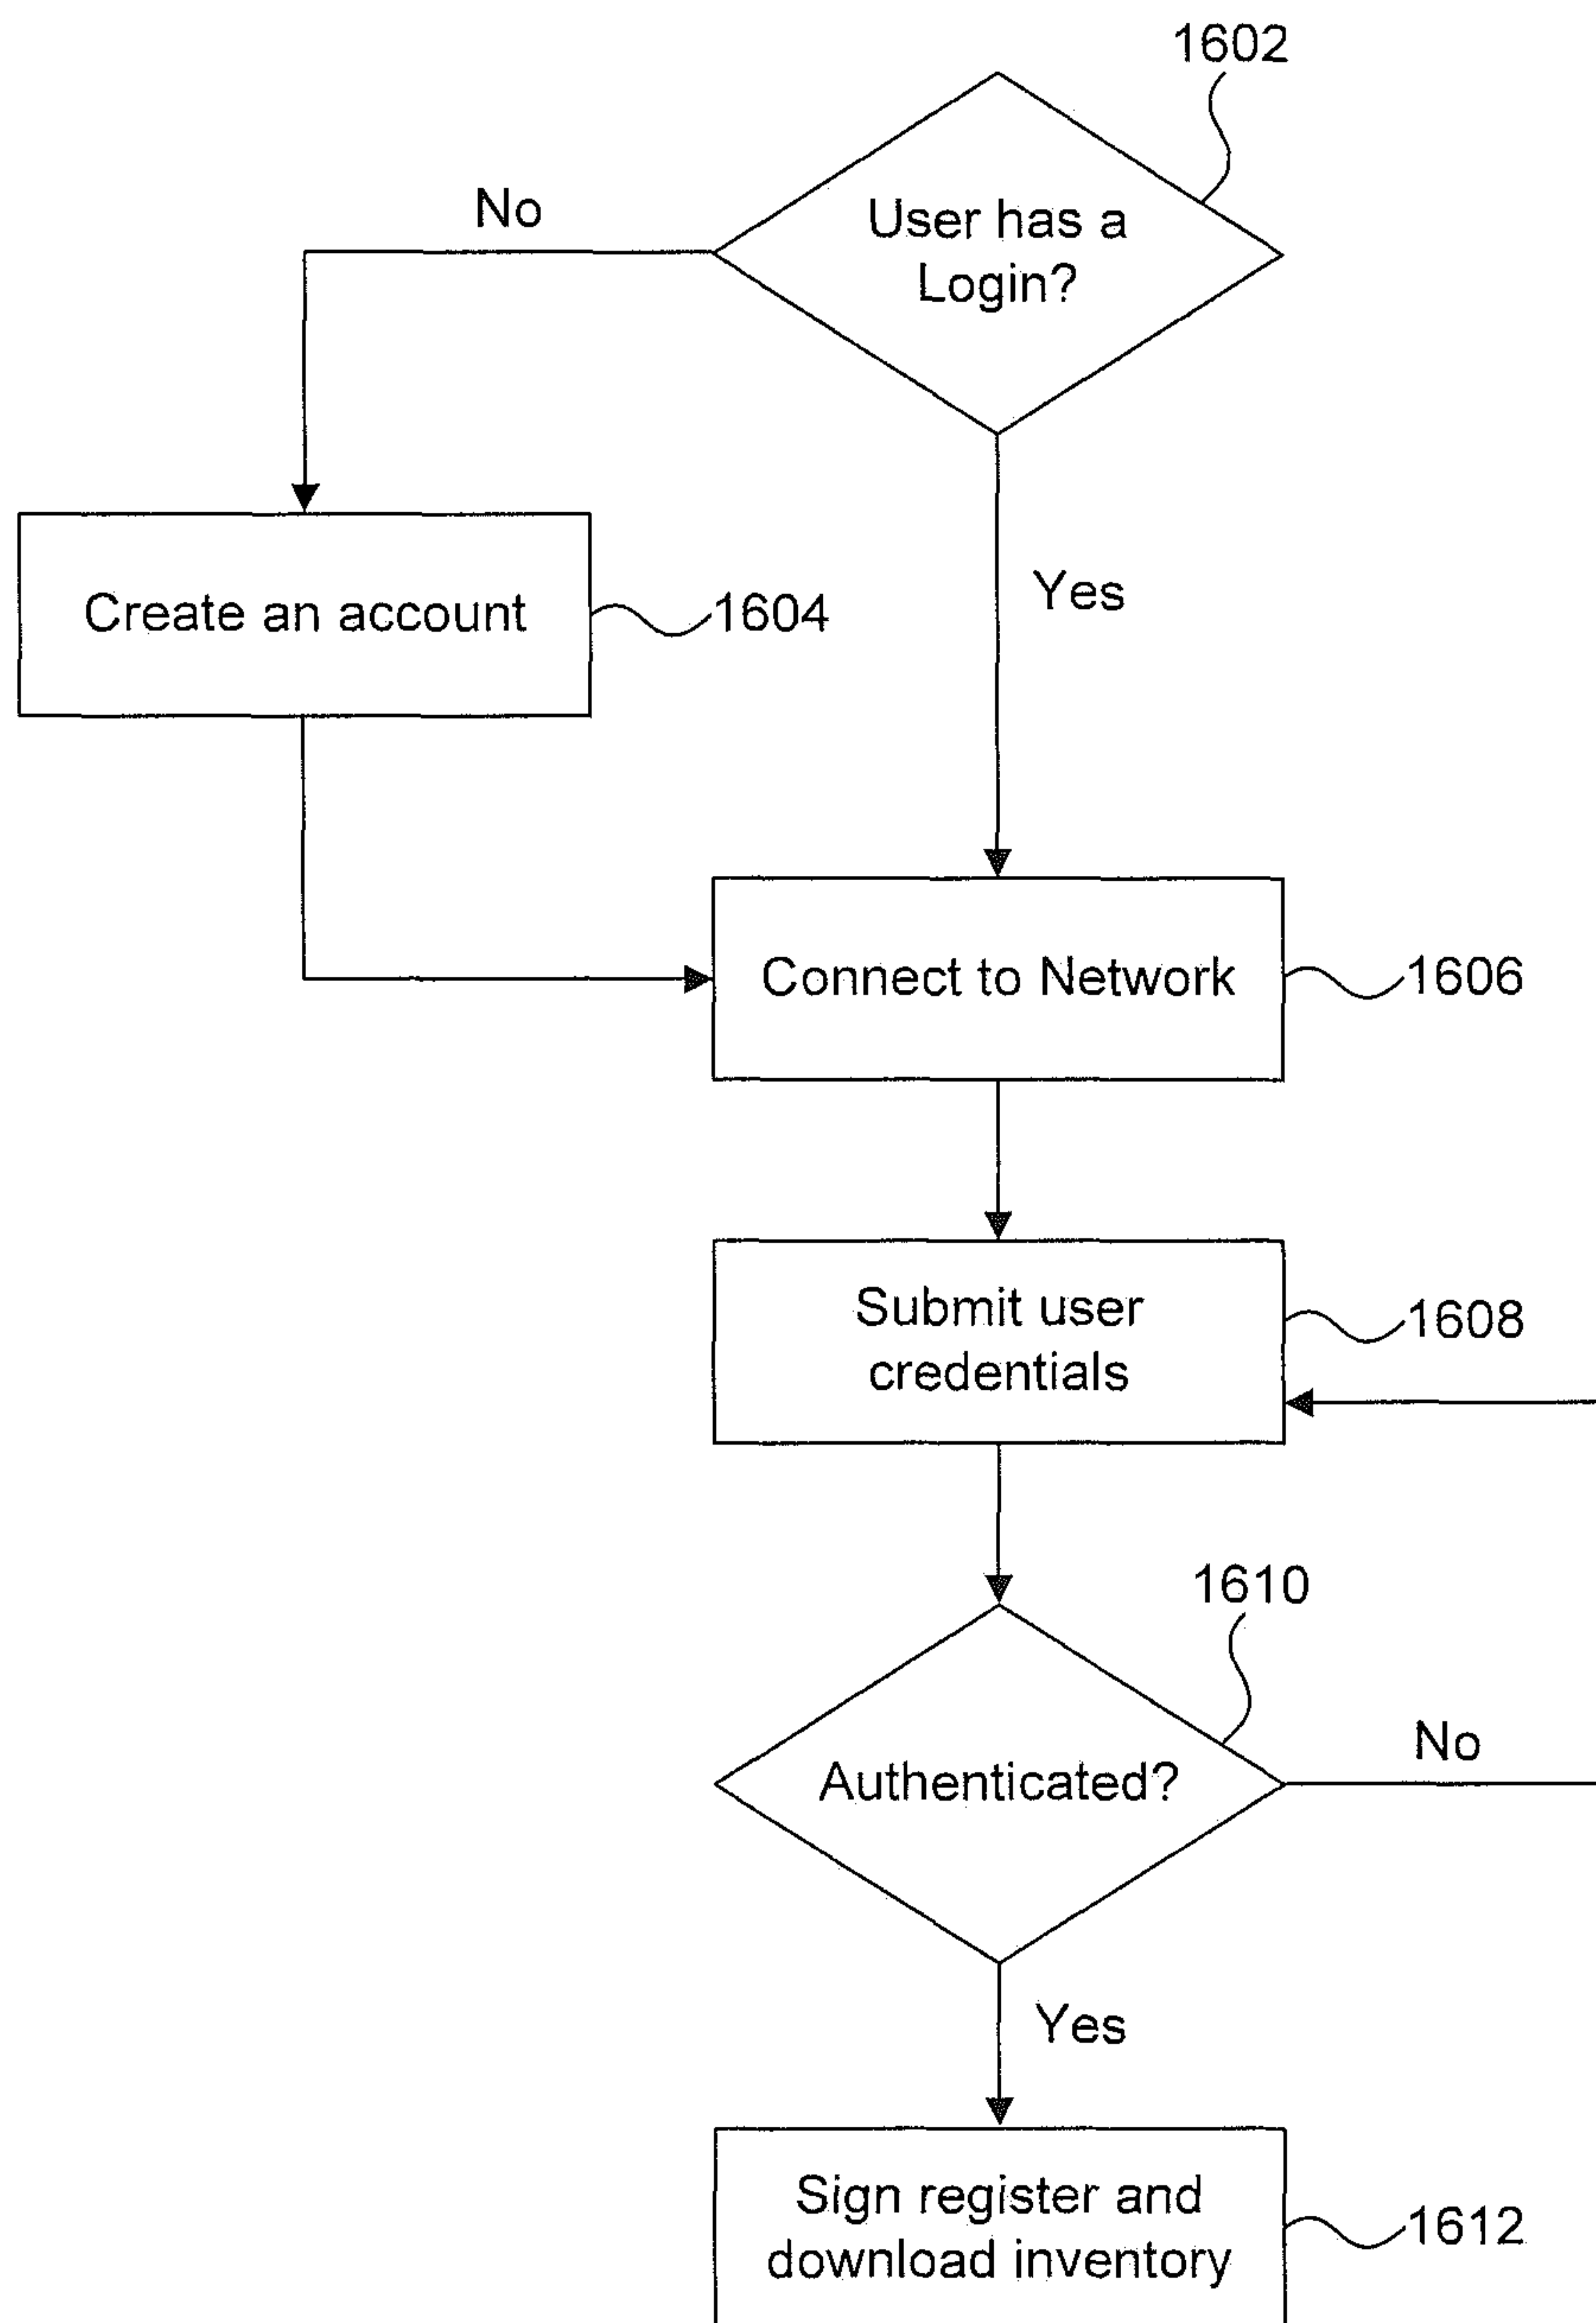 1602
No
User has a
Login?
Create an account
1604
Yes
Connect to Network
1606
Submit user
credentials
1608
1610
Authenticated?
No
Yes
Sign register and
download inventory
1612